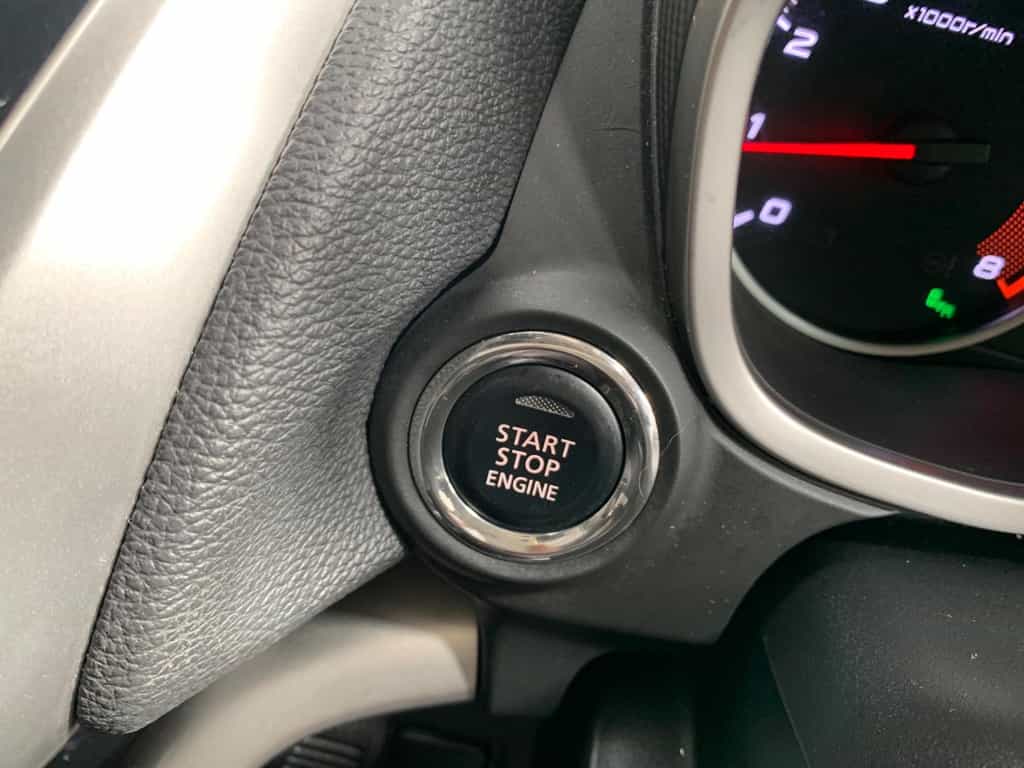 x1000r/min
2
1
0
8
START
STOP
ENGINE